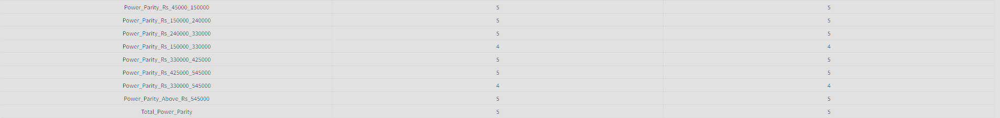 Power_Parity_Rs_45000_150000 5 5
Power_Parity_Rs_150000_240000 5 5
Power_Parity_Rs_240000_330000 5 5
Power_Parity_Rs_150000_330000 4 4
Power_Parity_Rs_330000_425000 5 5
Power_Parity_Rs_425000_545000 5 5
Power_Parity_Rs_330000_545000 4 4
Power_Parity_Above_Rs_545000 5 5
Total_Power_Parity 5 5